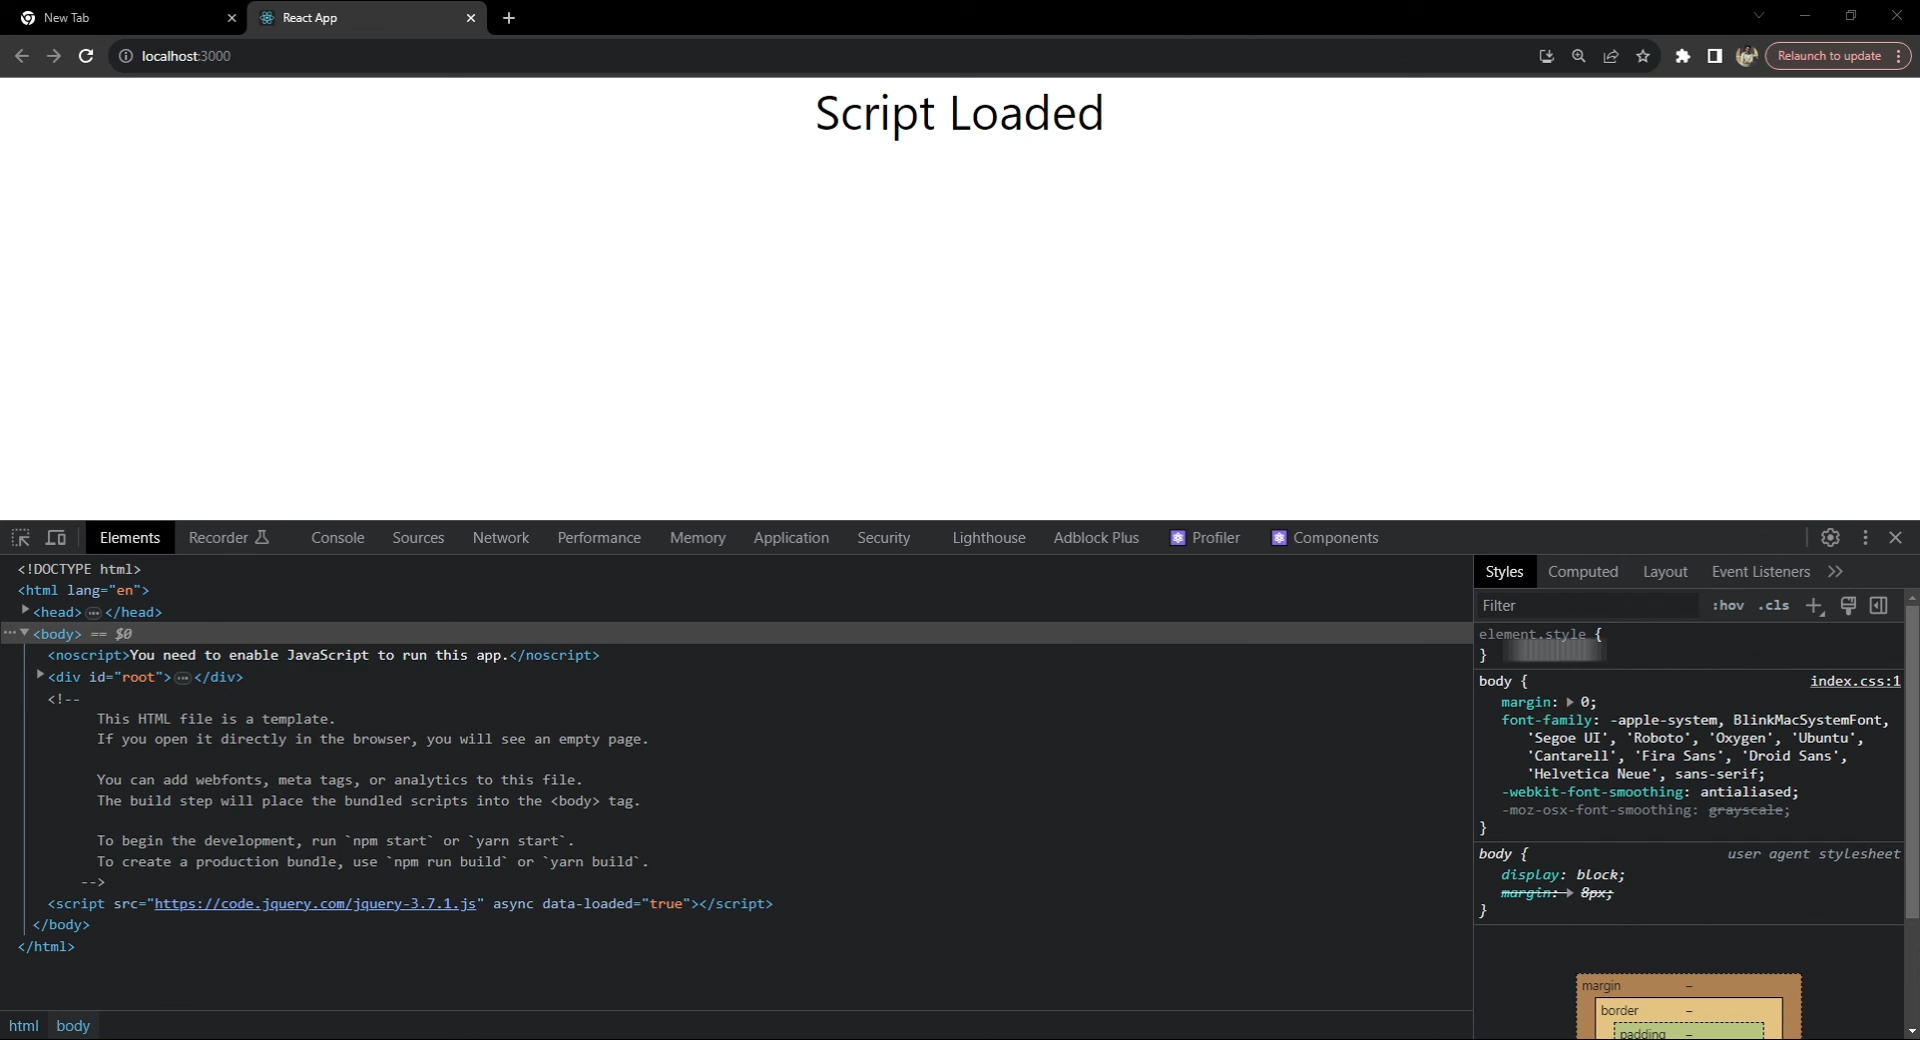 New Tab
React App
localhost:3000
Relaunch to update
Script Loaded
Elements Recorder Console Sources Network Performance Memory Application Security Lighthouse Adblock Plus Profiler Components
<!DOCTYPE html>
<html lang="en">
<head> … </head>
… <body> == $0
<noscript>You need to enable JavaScript to run this app.</noscript>
<div id="root"> … </div>
<!--
This HTML file is a template.
If you open it directly in the browser, you will see an empty page.
You can add webfonts, meta tags, or analytics to this file.
The build step will place the bundled scripts into the <body> tag.
To begin the development, run `npm start` or `yarn start`.
To create a production bundle, use `npm run build` or `yarn build`.
-->
<script src="https://code.jquery.com/jquery-3.7.1.js" async data-loaded="true"></script>
</body>
</html>
html body
Styles Computed Layout Event Listeners
Filter :hov .cls
element.style {
}
body { index.css:1
margin: 0;
font-family: -apple-system, BlinkMacSystemFont,
'Segoe UI', 'Roboto', 'Oxygen', 'Ubuntu',
'Cantarell', 'Fira Sans', 'Droid Sans',
'Helvetica Neue', sans-serif;
-webkit-font-smoothing: antialiased;
-moz-osx-font-smoothing: grayscale;
}
body { user agent stylesheet
display: block;
margin: 8px;
}
margin –
border –
padding –